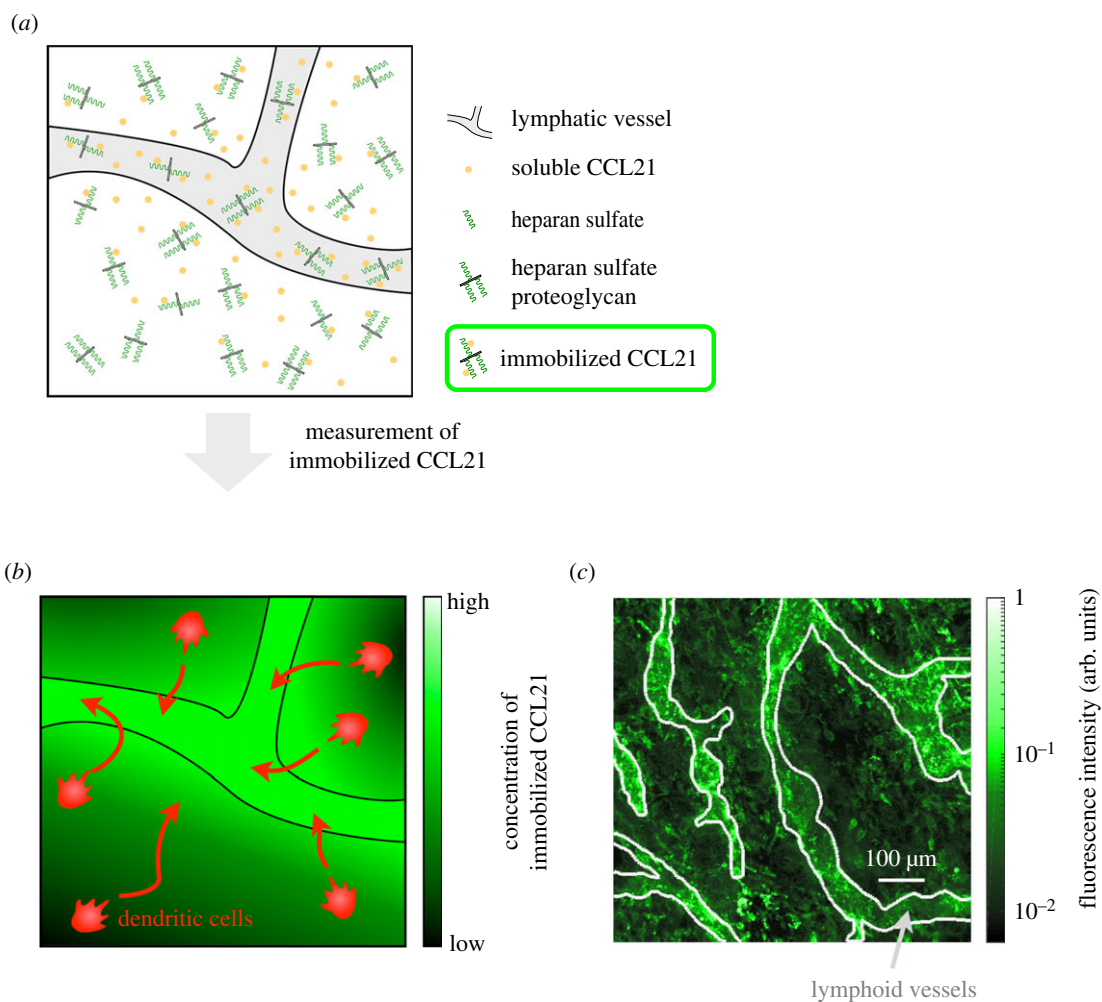 (a)
lymphatic vessel
soluble CCL21
heparan sulfate
heparan sulfate
proteoglycan
immobilized CCL21
measurement of
immobilized CCL21
(b)
high
low
concentration of
immobilized CCL21
dendritic cells
(c)
1
10⁻¹
10⁻²
fluorescence intensity (arb. units)
100 µm
lymphoid vessels